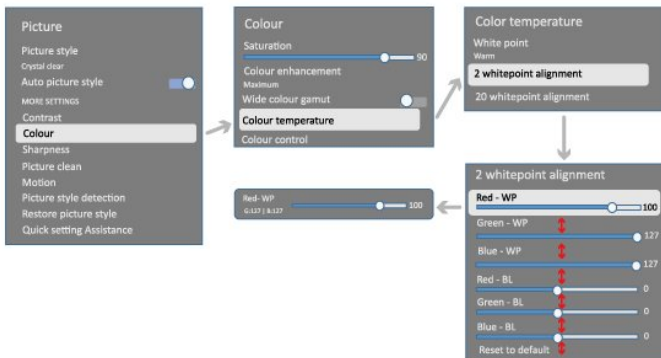 Picture
Picture style
Crystal clear
Auto picture style
MORE SETTINGS
Contrast
Colour
Sharpness
Picture clean
Motion
Picture style detection
Restore picture style
Quick setting Assistance
Colour
Saturation
90
Colour enhancement
Maximum
Wide colour gamut
Colour temperature
Colour control
Color temperature
White point
Warm
2 whitepoint alignment
20 whitepoint alignment
2 whitepoint alignment
Red - WP
100
Green - WP
127
Blue - WP
127
Red - BL
0
Green - BL
0
Blue - BL
0
Reset to default
Red- WP
100
G:127 | B:127